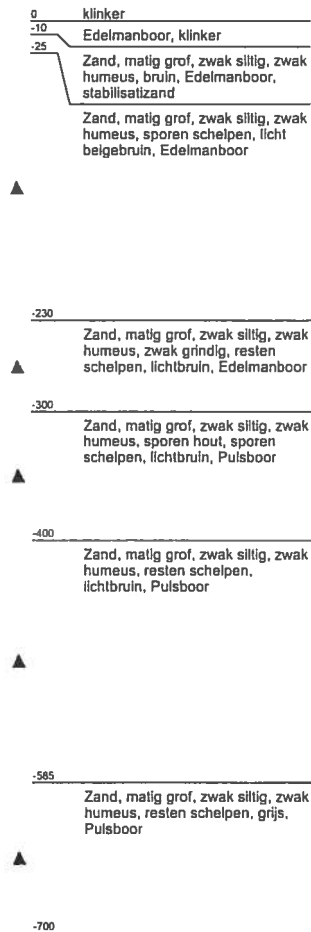 0 klinker
-10 Edelmanboor, klinker
-25
Zand, matig grof, zwak siltig, zwak
humeus, bruin, Edelmanboor,
stabilisatizand
Zand, matig grof, zwak siltig, zwak
humeus, sporen schelpen, licht
beigebruin, Edelmanboor
-230
Zand, matig grof, zwak siltig, zwak
humeus, zwak grindig, resten
schelpen, lichtbruin, Edelmanboor
-300
Zand, matig grof, zwak siltig, zwak
humeus, sporen hout, sporen
schelpen, lichtbruin, Pulsboor
-400
Zand, matig grof, zwak siltig, zwak
humeus, resten schelpen,
lichtbruin, Pulsboor
-585
Zand, matig grof, zwak siltig, zwak
humeus, resten schelpen, grijs,
Pulsboor
-700